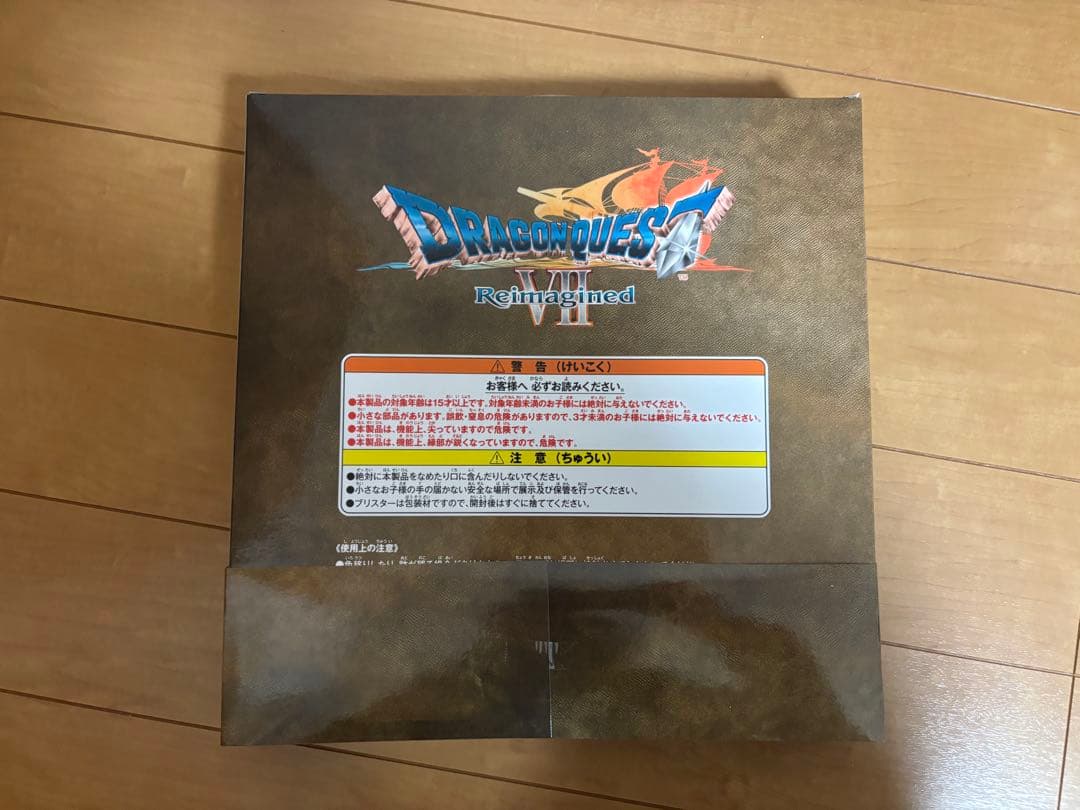 DRAGON QUEST
TM
VII
Reimagined
⚠ 警告(けいこく)
お客様へ 必ずお読みください。
●本製品の対象年齢は15才以上です。対象年齢未満のお子様には絶対に与えないでください。
●小さな部品があります。誤飲・窒息の危険がありますので、3才未満のお子様には絶対に与えないでください。
●本製品は、機能上、尖っていますので危険です。
●本製品は、機能上、縁部が鋭くなっていますので、危険です。
⚠ 注意(ちゅうい)
●絶対に本製品をなめたり口に含んだりしないでください。
●小さなお子様の手の届かない安全な場所で展示及び保管を行ってください。
●ブリスターは包装材ですので、開封後はすぐに捨ててください。
《使用上の注意》